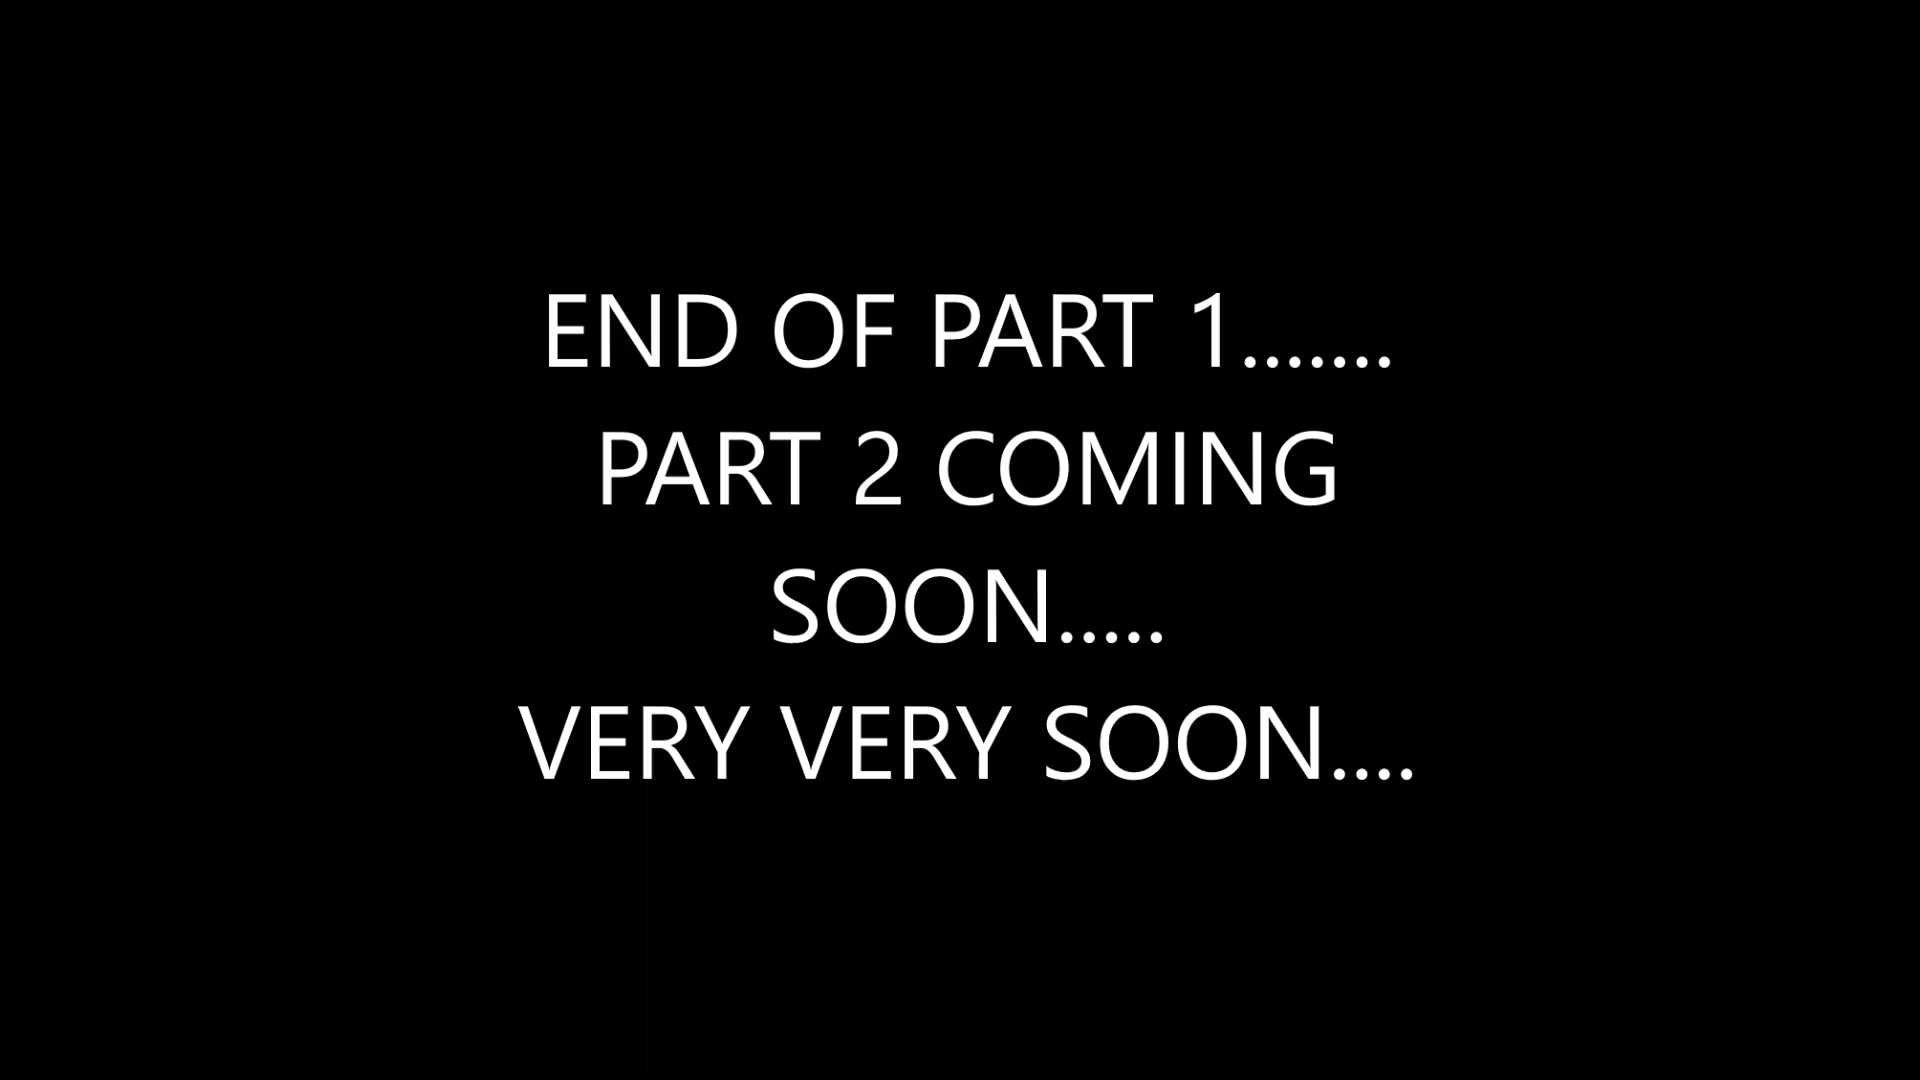 END OF PART 1.......
PART 2 COMING
SOON.....
VERY VERY SOON....